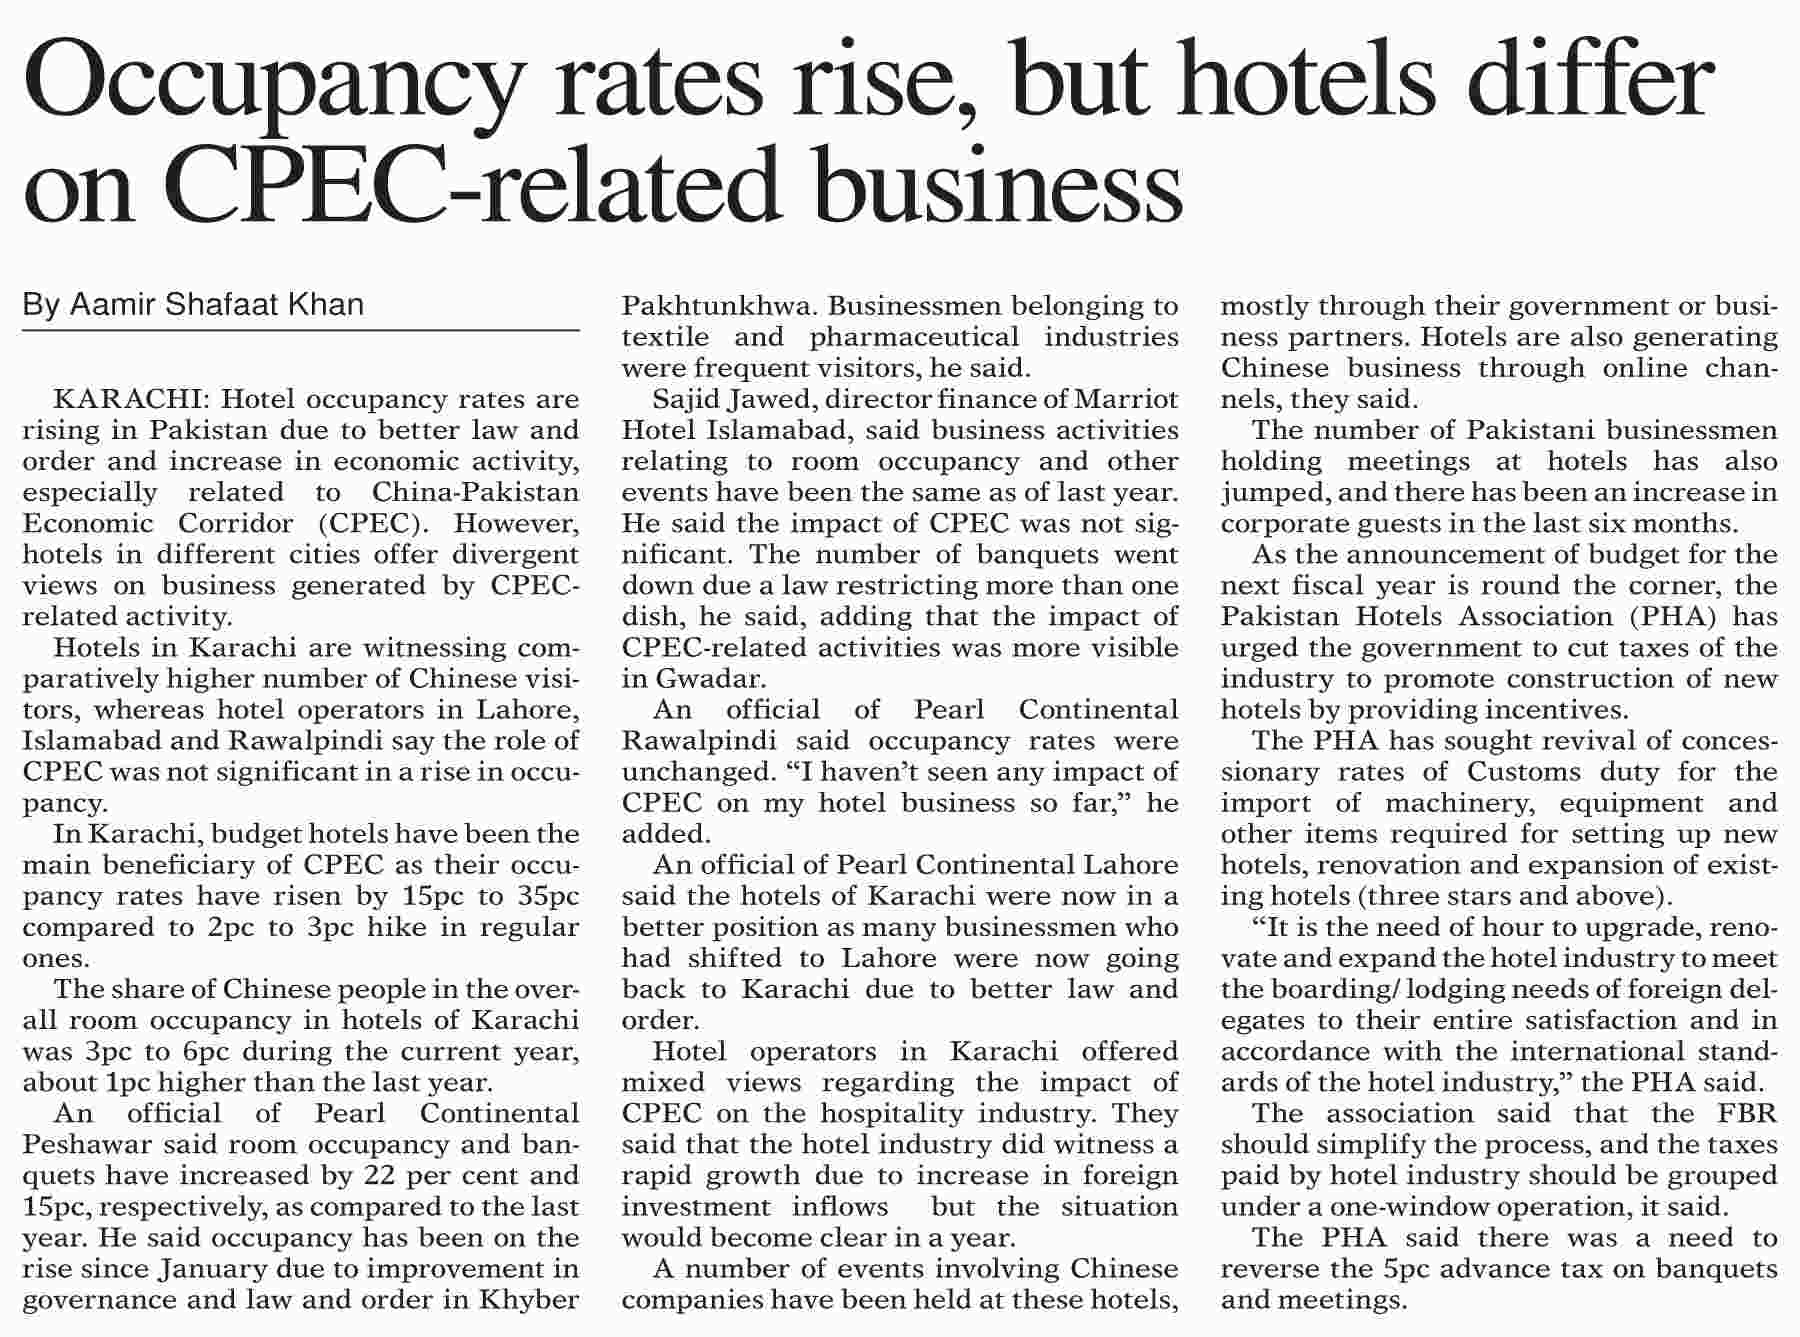 Occupancy rates rise, but hotels differ
on CPEC-related business
By Aamir Shafaat Khan
KARACHI: Hotel occupancy rates are
rising in Pakistan due to better law and
order and increase in economic activity,
especially related to China-Pakistan
Economic Corridor (CPEC). However,
hotels in different cities offer divergent
views on business generated by CPEC-
related activity.
Hotels in Karachi are witnessing com-
paratively higher number of Chinese visi-
tors, whereas hotel operators in Lahore,
Islamabad and Rawalpindi say the role of
CPEC was not significant in a rise in occu-
pancy.
In Karachi, budget hotels have been the
main beneficiary of CPEC as their occu-
pancy rates have risen by 15pc to 35pc
compared to 2pc to 3pc hike in regular
ones.
The share of Chinese people in the over-
all room occupancy in hotels of Karachi
was 3pc to 6pc during the current year,
about 1pc higher than the last year.
An official of Pearl Continental
Peshawar said room occupancy and ban-
quets have increased by 22 per cent and
15pc, respectively, as compared to the last
year. He said occupancy has been on the
rise since January due to improvement in
governance and law and order in Khyber
Pakhtunkhwa. Businessmen belonging to
textile and pharmaceutical industries
were frequent visitors, he said.
Sajid Jawed, director finance of Marriot
Hotel Islamabad, said business activities
relating to room occupancy and other
events have been the same as of last year.
He said the impact of CPEC was not sig-
nificant. The number of banquets went
down due a law restricting more than one
dish, he said, adding that the impact of
CPEC-related activities was more visible
in Gwadar.
An official of Pearl Continental
Rawalpindi said occupancy rates were
unchanged. “I haven’t seen any impact of
CPEC on my hotel business so far,” he
added.
An official of Pearl Continental Lahore
said the hotels of Karachi were now in a
better position as many businessmen who
had shifted to Lahore were now going
back to Karachi due to better law and
order.
Hotel operators in Karachi offered
mixed views regarding the impact of
CPEC on the hospitality industry. They
said that the hotel industry did witness a
rapid growth due to increase in foreign
investment inflows but the situation
would become clear in a year.
A number of events involving Chinese
companies have been held at these hotels,
mostly through their government or busi-
ness partners. Hotels are also generating
Chinese business through online chan-
nels, they said.
The number of Pakistani businessmen
holding meetings at hotels has also
jumped, and there has been an increase in
corporate guests in the last six months.
As the announcement of budget for the
next fiscal year is round the corner, the
Pakistan Hotels Association (PHA) has
urged the government to cut taxes of the
industry to promote construction of new
hotels by providing incentives.
The PHA has sought revival of conces-
sionary rates of Customs duty for the
import of machinery, equipment and
other items required for setting up new
hotels, renovation and expansion of exist-
ing hotels (three stars and above).
“It is the need of hour to upgrade, reno-
vate and expand the hotel industry to meet
the boarding/ lodging needs of foreign del-
egates to their entire satisfaction and in
accordance with the international stand-
ards of the hotel industry,” the PHA said.
The association said that the FBR
should simplify the process, and the taxes
paid by hotel industry should be grouped
under a one-window operation, it said.
The PHA said there was a need to
reverse the 5pc advance tax on banquets
and meetings.